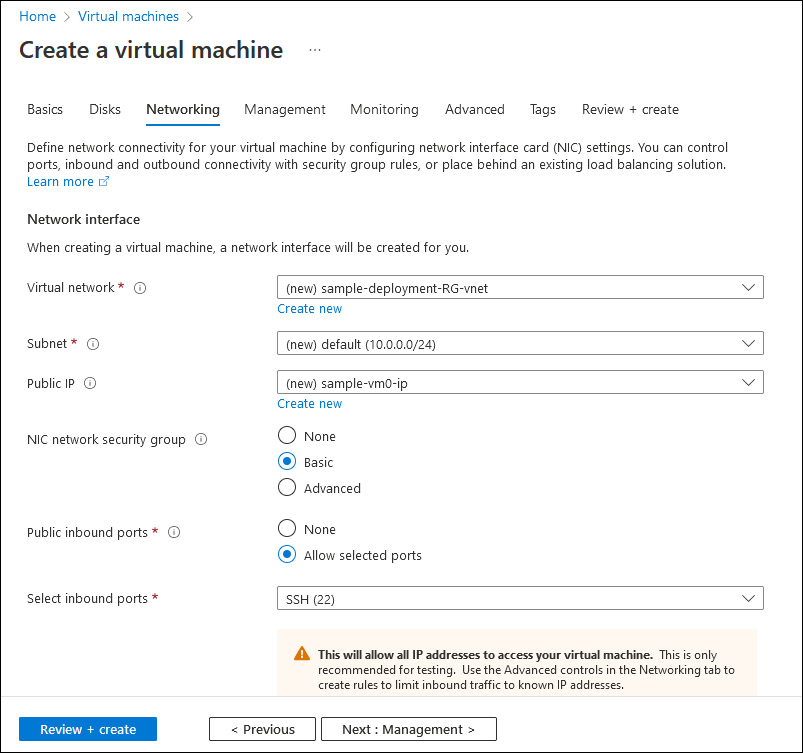 Home > Virtual machines >
Create a virtual machine ...
Basics Disks Networking Management Monitoring Advanced Tags Review + create
Define network connectivity for your virtual machine by configuring network interface card (NIC) settings. You can control
ports, inbound and outbound connectivity with security group rules, or place behind an existing load balancing solution.
Learn more
Network interface
When creating a virtual machine, a network interface will be created for you.
Virtual network * (new) sample-deployment-RG-vnet
Create new
Subnet * (new) default (10.0.0.0/24)
Public IP (new) sample-vm0-ip
Create new
NIC network security group
None
Basic
Advanced
Public inbound ports *
None
Allow selected ports
Select inbound ports * SSH (22)
This will allow all IP addresses to access your virtual machine. This is only
recommended for testing. Use the Advanced controls in the Networking tab to
create rules to limit inbound traffic to known IP addresses.
Review + create < Previous Next : Management >